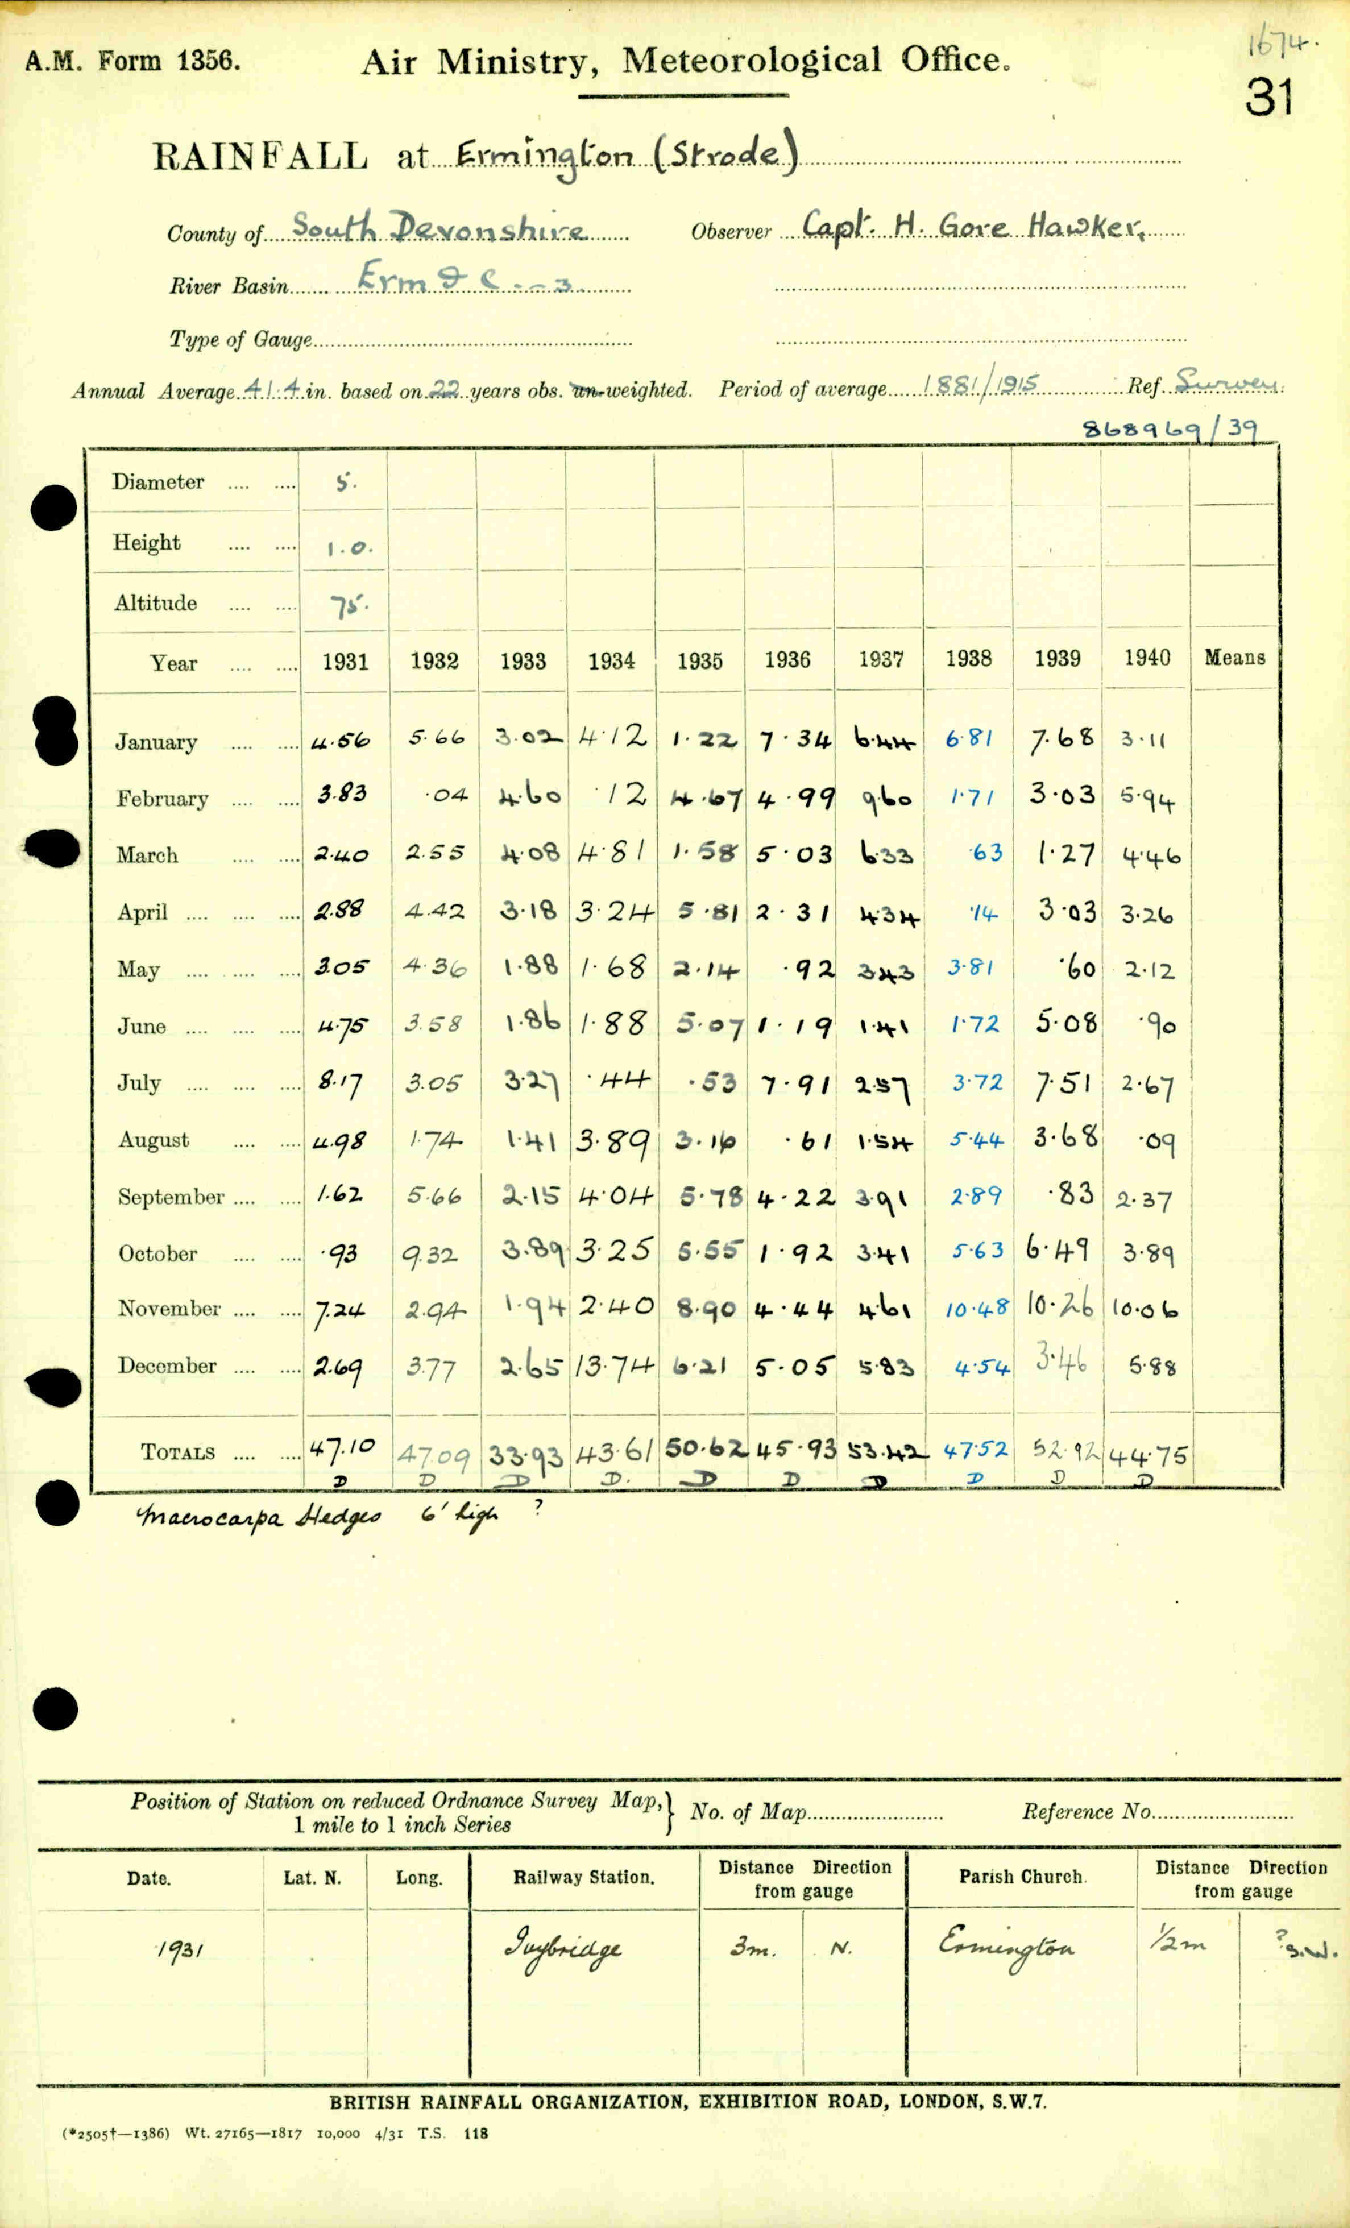 1674.
A.M. Form 1356. Air Ministry, Meteorological Office.
31
RAINFALL at Ermington (Strode)
County of South Devonshire Observer Capt. H. Gore Hawker.
River Basin Erm & C
Type of Gauge
Annual Average 41.4 in. based on 22 years obs. un-weighted. Period of average 1881/1915 Ref. Survey.
868969/39
Diameter .... .... 5.
Height .... .... 1.0.
Altitude .... .... 75.
Year .... .... 1931 1932 1933 1934 1935 1936 1937 1938 1939 1940 Means
January .... .... 4.56 5.66 3.02 4.12 1.22 7.34 6.44 6.81 7.68 3.11
February .... .... 3.83 .04 4.60 .12 4.67 4.99 9.60 1.71 3.03 5.94
March .... .... 2.40 2.55 4.08 4.81 1.58 5.03 6.33 .63 1.27 4.46
April .... .... .... 2.88 4.42 3.18 3.24 5.81 2.31 4.34 .14 3.03 3.26
May .... .... .... 3.05 4.36 1.88 1.68 2.14 .92 3.43 3.81 .60 2.12
June .... .... .... 4.75 3.58 1.86 1.88 5.07 1.19 1.41 1.72 5.08 .90
July .... .... .... 8.17 3.05 3.27 .44 .53 7.91 2.57 3.72 7.51 2.67
August .... .... 4.98 1.74 1.41 3.89 3.16 .61 1.54 5.44 3.68 .09
September .... .... 1.62 5.66 2.15 4.04 5.78 4.22 3.91 2.89 .83 2.37
October .... .... .93 9.32 3.89 3.25 5.55 1.92 3.41 5.63 6.49 3.89
November .... .... 7.24 2.94 1.94 2.40 8.90 4.44 4.61 10.48 10.26 10.06
December .... .... 2.69 3.77 2.65 13.74 6.21 5.05 5.83 4.54 3.46 5.88
TOTALS .... .... 47.10 47.09 33.93 43.61 50.62 45.93 53.42 47.52 52.92 44.75
D D D D. D D D D D D
Macrocarpa Hedges 6' high ?
Position of Station on reduced Ordnance Survey Map,} No. of Map Reference No.
1 mile to 1 inch Series
Date. Lat. N. Long. Railway Station. Distance Direction from gauge Parish Church. Distance Direction from gauge
1931 Ivybridge 3m. N. Ermington ½m ?S.W.
BRITISH RAINFALL ORGANIZATION, EXHIBITION ROAD, LONDON, S.W.7.
(*2505†—1386) Wt. 27165—1817 10,000 4/31 T.S. 118